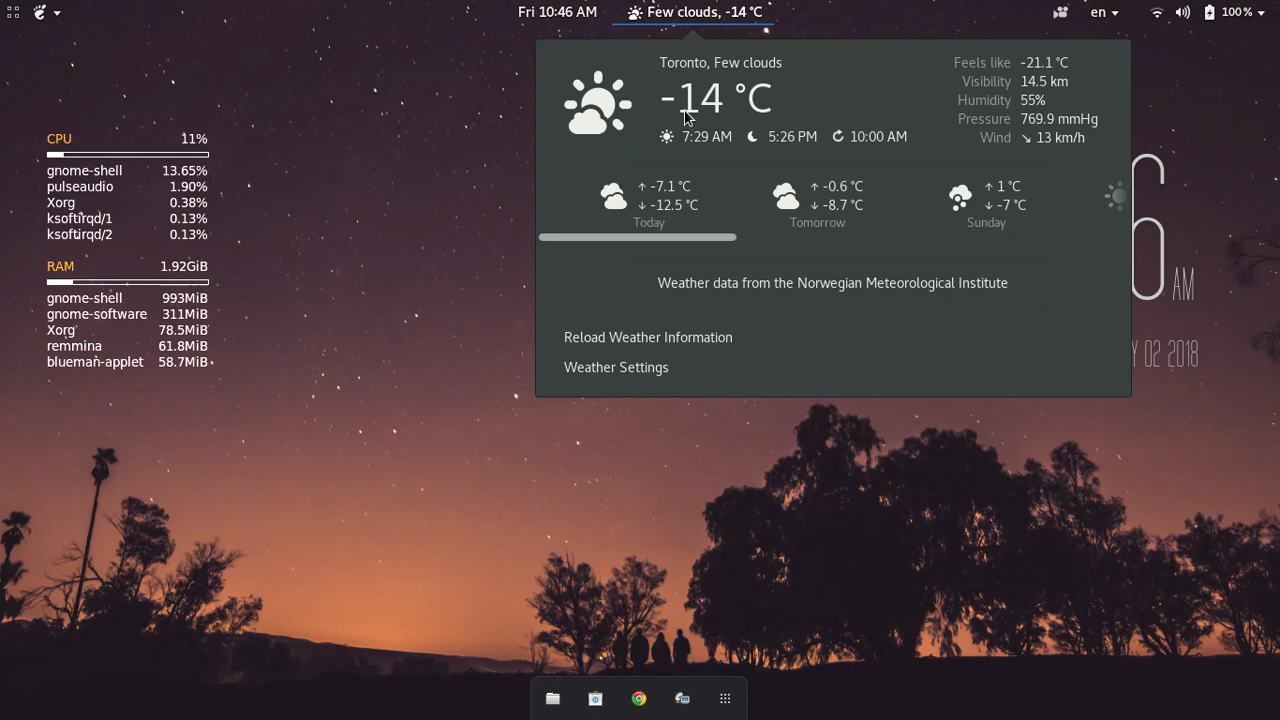 Fri 10:46 AM
Few clouds, -14 °C
en
100%
CPU 11%
gnome-shell 13.65%
pulseaudio 1.90%
Xorg 0.38%
ksoftirqd/1 0.13%
ksoftirqd/2 0.13%
RAM 1.92GiB
gnome-shell 993MiB
gnome-software 311MiB
Xorg 78.5MiB
remmina 61.8MiB
blueman-applet 58.7MiB
Toronto, Few clouds
-14 °C
7:29 AM 5:26 PM 10:00 AM
Feels like -21.1 °C
Visibility 14.5 km
Humidity 55%
Pressure 769.9 mmHg
Wind ↘ 13 km/h
↑ -7.1 °C
↓ -12.5 °C
Today
↑ -0.6 °C
↓ -8.7 °C
Tomorrow
↑ 1 °C
↓ -7 °C
Sunday
Weather data from the Norwegian Meteorological Institute
Reload Weather Information
Weather Settings
6 AM
Y 02 2018